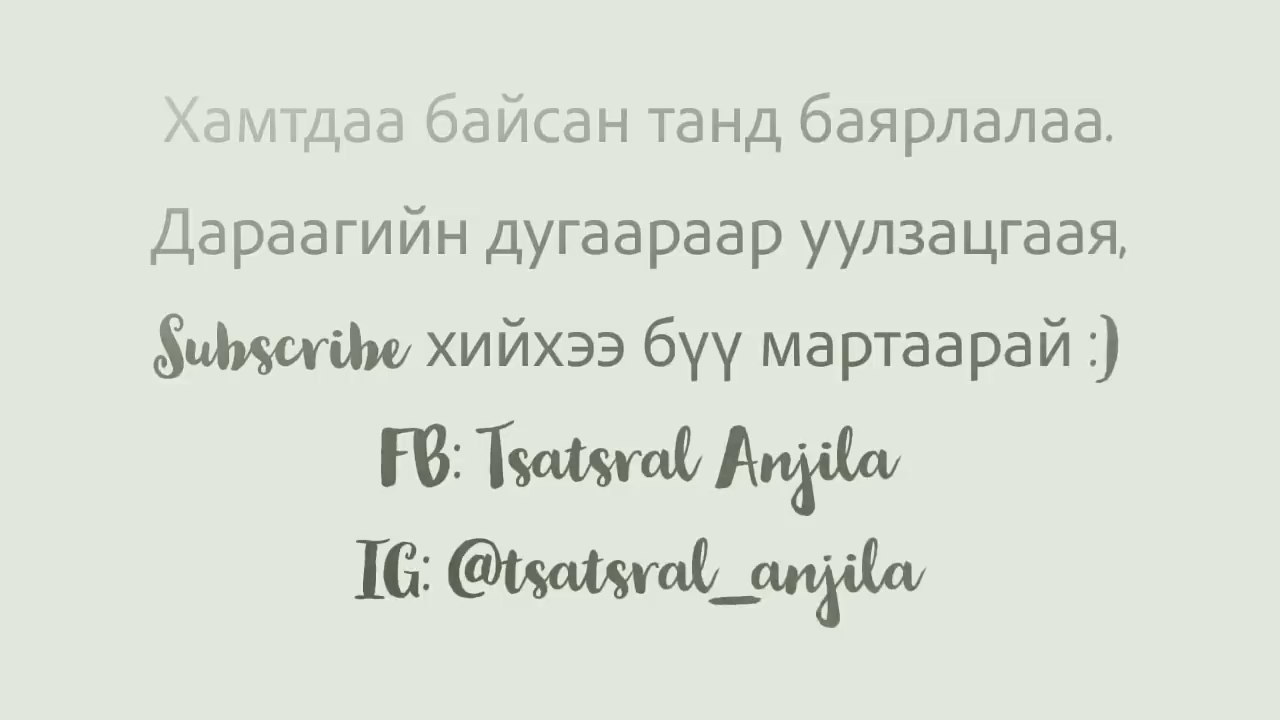 Хамтдаа байсан танд баярлалаа.
Дараагийн дугаараар уулзацгаая,
Subscribe хийхээ бүү мартаарай :)
FB: Tsatsral Anjila
IG: @tsatsral_anjila